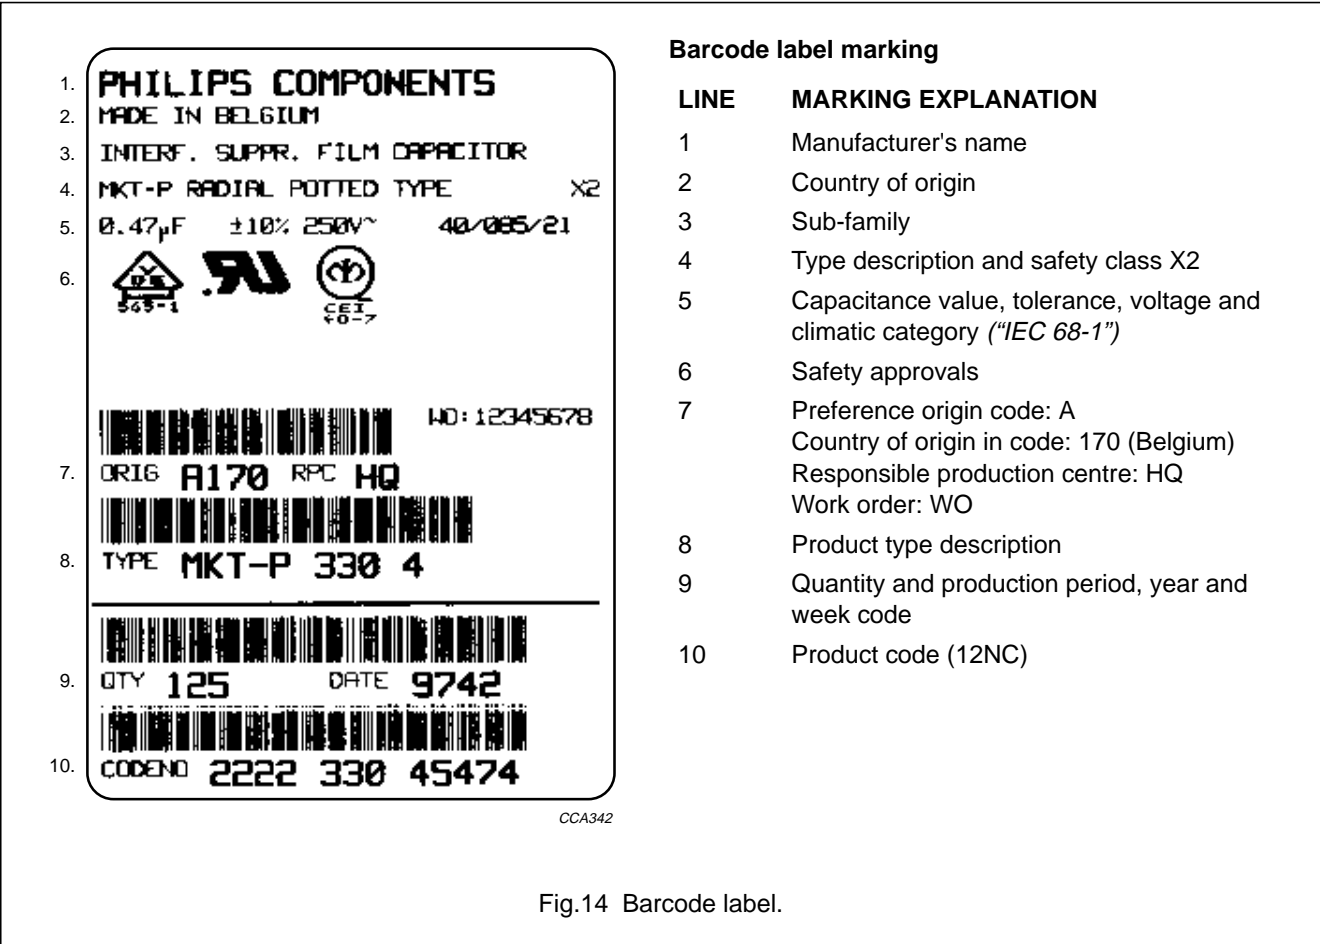 1. PHILIPS COMPONENTS
2. MADE IN BELGIUM
3. INTERF. SUPPR. FILM CAPACITOR
4. MKT-P RADIAL POTTED TYPE X2
5. 0.47µF ±10% 250V~ 40/085/21
6.
VDE
565-1
CEI
40-7
WO:12345678
7. ORIG A170 RPC HQ
8. TYPE MKT-P 330 4
9. QTY 125 DATE 9742
10. CODENO 2222 330 45474
CCA342
Barcode label marking
LINE MARKING EXPLANATION
1 Manufacturer's name
2 Country of origin
3 Sub-family
4 Type description and safety class X2
5 Capacitance value, tolerance, voltage and
climatic category (“IEC 68-1”)
6 Safety approvals
7 Preference origin code: A
Country of origin in code: 170 (Belgium)
Responsible production centre: HQ
Work order: WO
8 Product type description
9 Quantity and production period, year and
week code
10 Product code (12NC)
Fig.14 Barcode label.